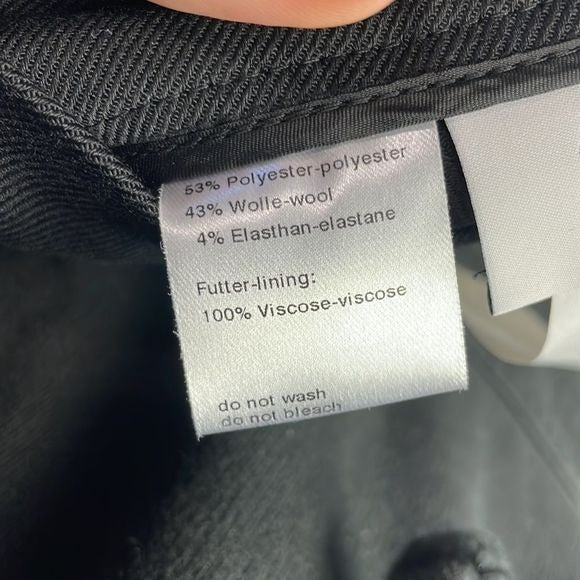 53% Polyester-polyester
43% Wolle-wool
4% Elasthan-elastane
Futter-lining:
100% Viscose-viscose
do not wash
do not bleach